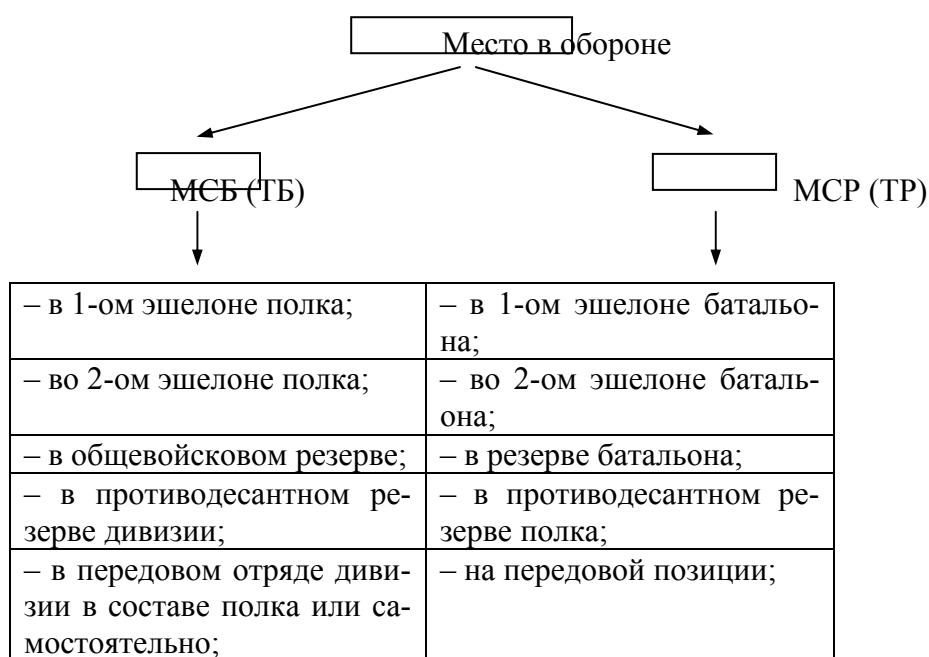 Место в обороне
МСБ (ТБ)
МСР (ТР)
– в 1-ом эшелоне полка;
– в 1-ом эшелоне батальо-
на;
– во 2-ом эшелоне полка;
– во 2-ом эшелоне баталь-
она;
– в общевойсковом резерве;
– в резерве батальона;
– в противодесантном ре-
зерве дивизии;
– в противодесантном ре-
зерве полка;
– в передовом отряде диви-
зии в составе полка или са-
мостоятельно;
– на передовой позиции;